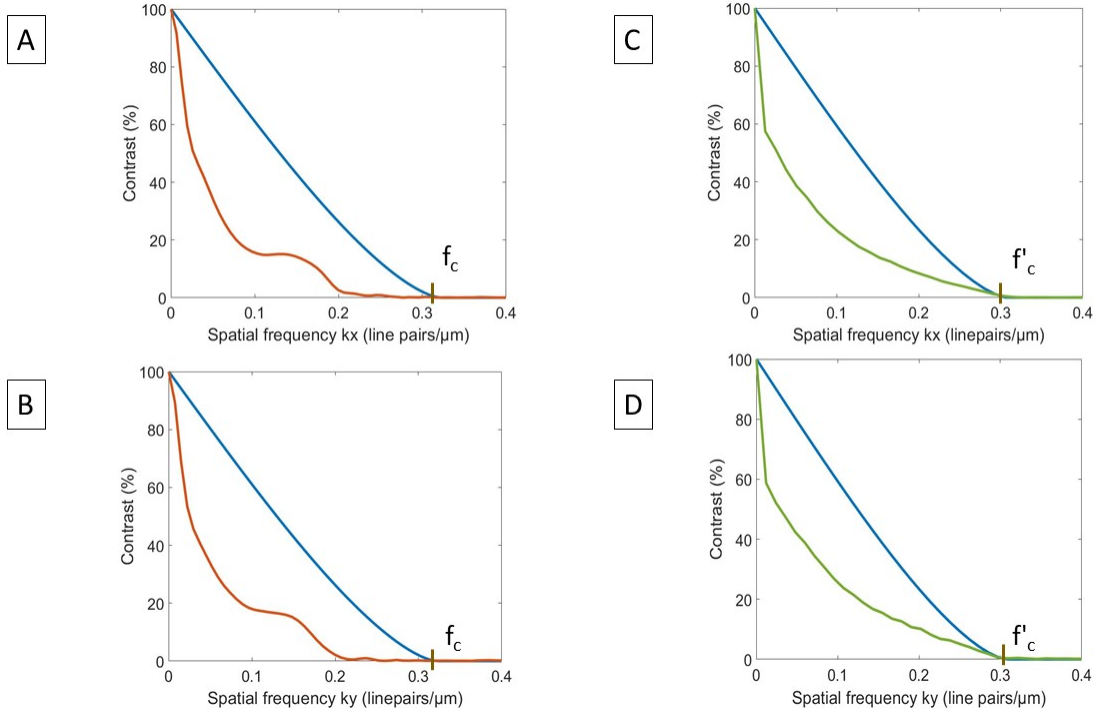 A
100
80
60
40
20
0
Contrast (%)
fc
0 0.1 0.2 0.3 0.4
Spatial frequency kx (line pairs/µm)
B
100
80
60
40
20
0
Contrast (%)
fc
0 0.1 0.2 0.3 0.4
Spatial frequency ky (linepairs/µm)
C
100
80
60
40
20
0
Contrast (%)
f'c
0 0.1 0.2 0.3 0.4
Spatial frequency kx (linepairs/µm)
D
100
80
60
40
20
0
Contrast (%)
f'c
0 0.1 0.2 0.3 0.4
Spatial frequency ky (line pairs/µm)